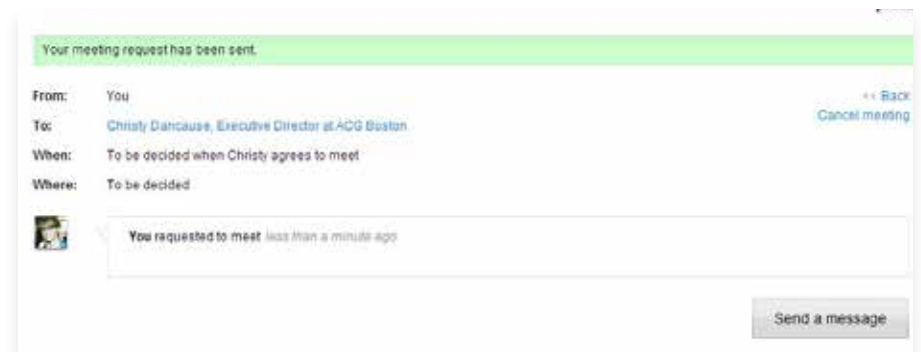 Your meeting request has been sent.
From: You
<< Back
To: Christy Dancause, Executive Director at ACG Boston
Cancel meeting
When: To be decided when Christy agrees to meet
Where: To be decided
You requested to meet less than a minute ago
Send a message